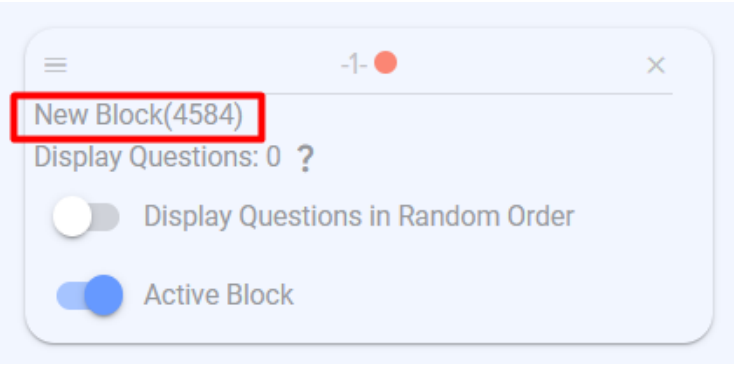 -1-
New Block(4584)
Display Questions: 0 ?
Display Questions in Random Order
Active Block